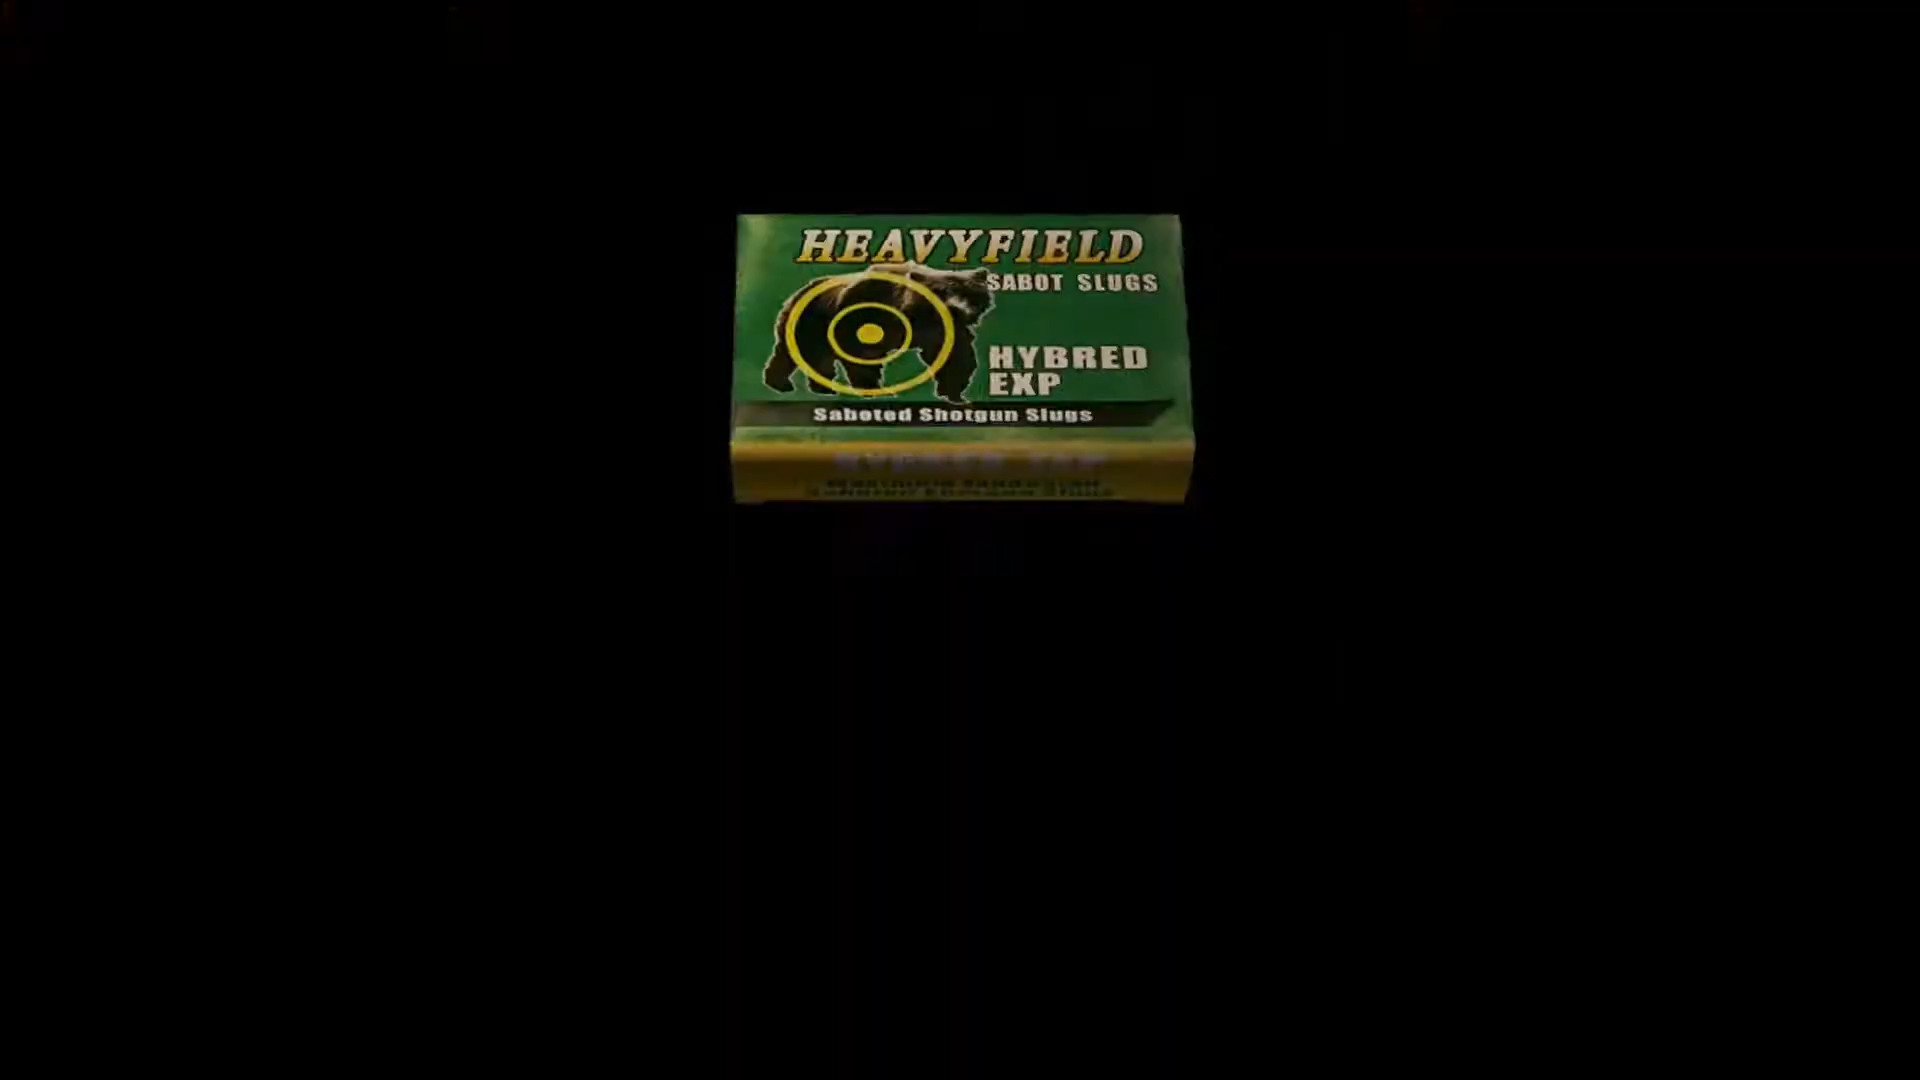 HEAVYFIELD
SABOT SLUGS
HYBRED
EXP
Saboted Shotgun Slugs